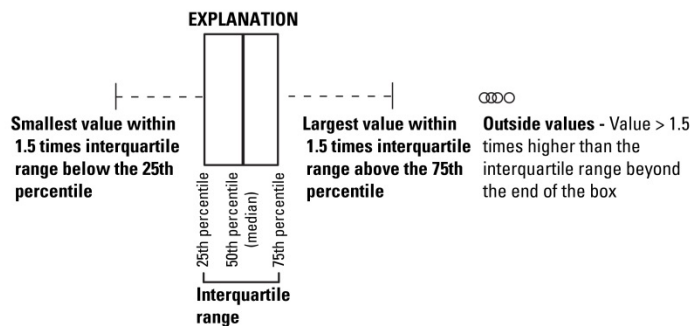 EXPLANATION
Smallest value within
1.5 times interquartile
range below the 25th
percentile
Largest value within
1.5 times interquartile
range above the 75th
percentile
Outside values - Value > 1.5
times higher than the
interquartile range beyond
the end of the box
25th percentile
50th percentile
(median)
75th percentile
Interquartile
range